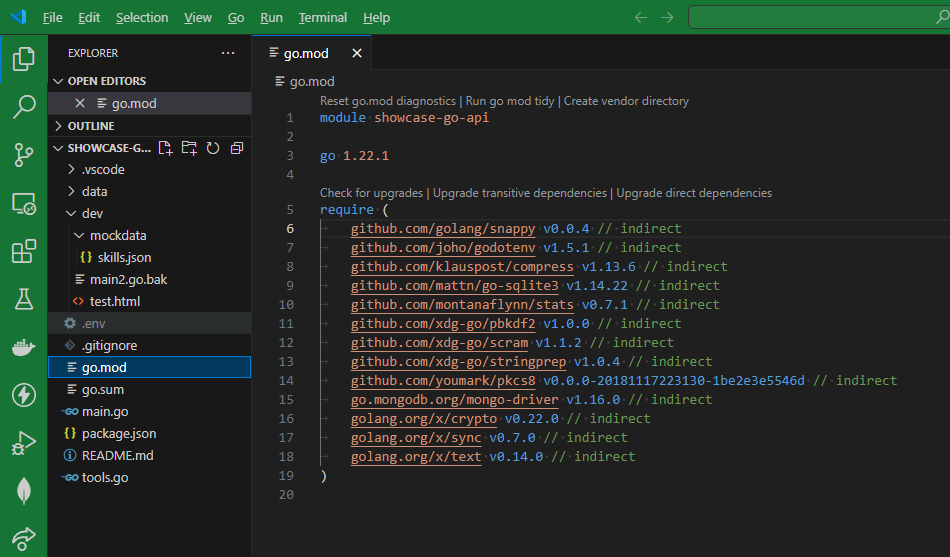 File Edit Selection View Go Run Terminal Help
EXPLORER
OPEN EDITORS
go.mod
OUTLINE
SHOWCASE-G...
.vscode
data
dev
mockdata
skills.json
main2.go.bak
test.html
.env
.gitignore
go.mod
go.sum
main.go
package.json
README.md
tools.go
go.mod
go.mod
Reset go.mod diagnostics | Run go mod tidy | Create vendor directory
1 module showcase-go-api
2
3 go 1.22.1
4
Check for upgrades | Upgrade transitive dependencies | Upgrade direct dependencies
5 require (
6 github.com/golang/snappy v0.0.4 // indirect
7 github.com/joho/godotenv v1.5.1 // indirect
8 github.com/klauspost/compress v1.13.6 // indirect
9 github.com/mattn/go-sqlite3 v1.14.22 // indirect
10 github.com/montanaflynn/stats v0.7.1 // indirect
11 github.com/xdg-go/pbkdf2 v1.0.0 // indirect
12 github.com/xdg-go/scram v1.1.2 // indirect
13 github.com/xdg-go/stringprep v1.0.4 // indirect
14 github.com/youmark/pkcs8 v0.0.0-20181117223130-1be2e3e5546d // indirect
15 go.mongodb.org/mongo-driver v1.16.0 // indirect
16 golang.org/x/crypto v0.22.0 // indirect
17 golang.org/x/sync v0.7.0 // indirect
18 golang.org/x/text v0.14.0 // indirect
19 )
20